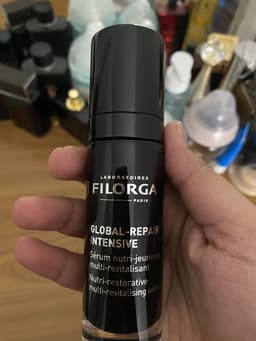 LABORATOIRES
FILORGA
PARIS
GLOBAL-REPAIR
INTENSIVE
Sérum nutri-jeunesse
multi-revitalisant
Nutri-restorative
multi-revitalising